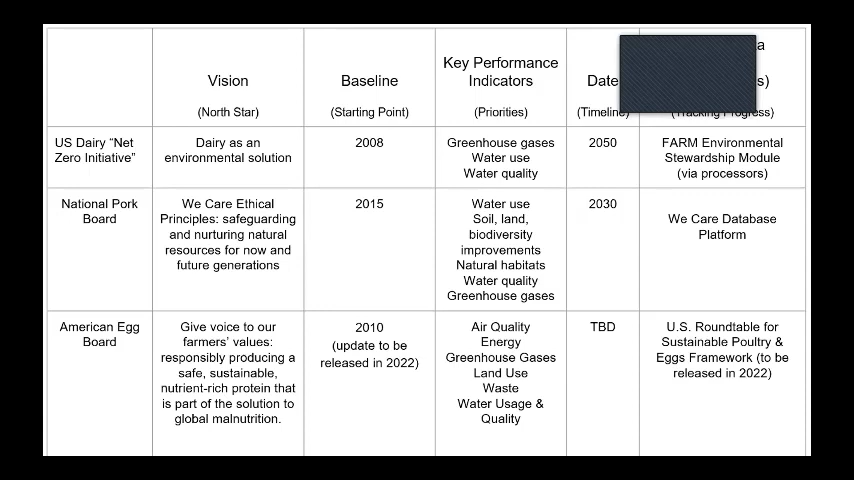 Vision
(North Star)
Baseline
(Starting Point)
Key Performance
Indicators
(Priorities)
Date
(Timeline)
a
s)
(Tracking Progress)
US Dairy “Net
Zero Initiative”
Dairy as an
environmental solution
2008
Greenhouse gases
Water use
Water quality
2050
FARM Environmental
Stewardship Module
(via processors)
National Pork
Board
We Care Ethical
Principles: safeguarding
and nurturing natural
resources for now and
future generations
2015
Water use
Soil, land,
biodiversity
improvements
Natural habitats
Water quality
Greenhouse gases
2030
We Care Database
Platform
American Egg
Board
Give voice to our
farmers’ values:
responsibly producing a
safe, sustainable,
nutrient-rich protein that
is part of the solution to
global malnutrition.
2010
(update to be
released in 2022)
Air Quality
Energy
Greenhouse Gases
Land Use
Waste
Water Usage &
Quality
TBD
U.S. Roundtable for
Sustainable Poultry &
Eggs Framework (to be
released in 2022)